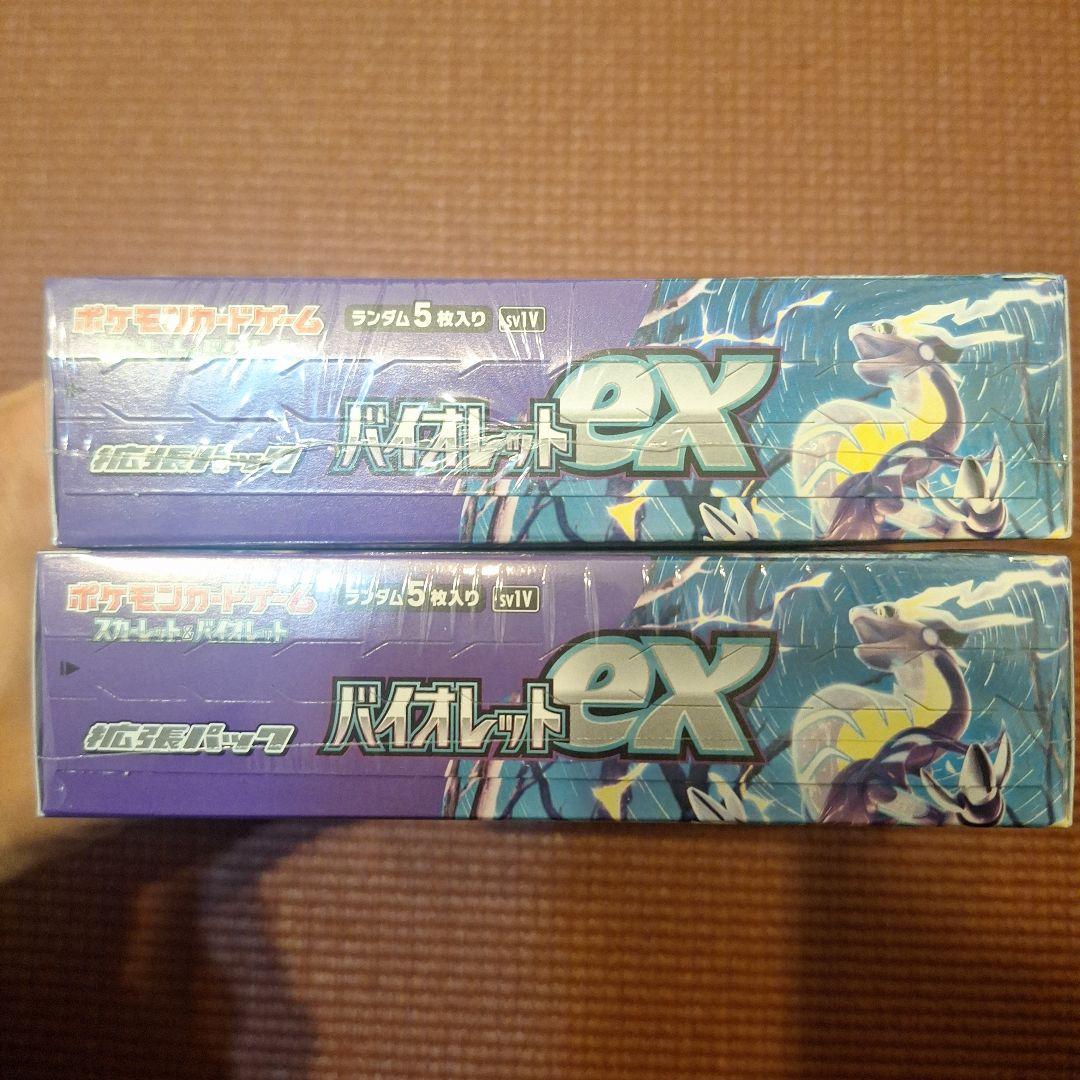 ポケモンカードゲーム
ランダム5枚入り sv1V
バイオレットex
拡張パック
ポケモンカードゲーム
スカーレット&バイオレット
ランダム5枚入り sv1V
バイオレットex
拡張パック